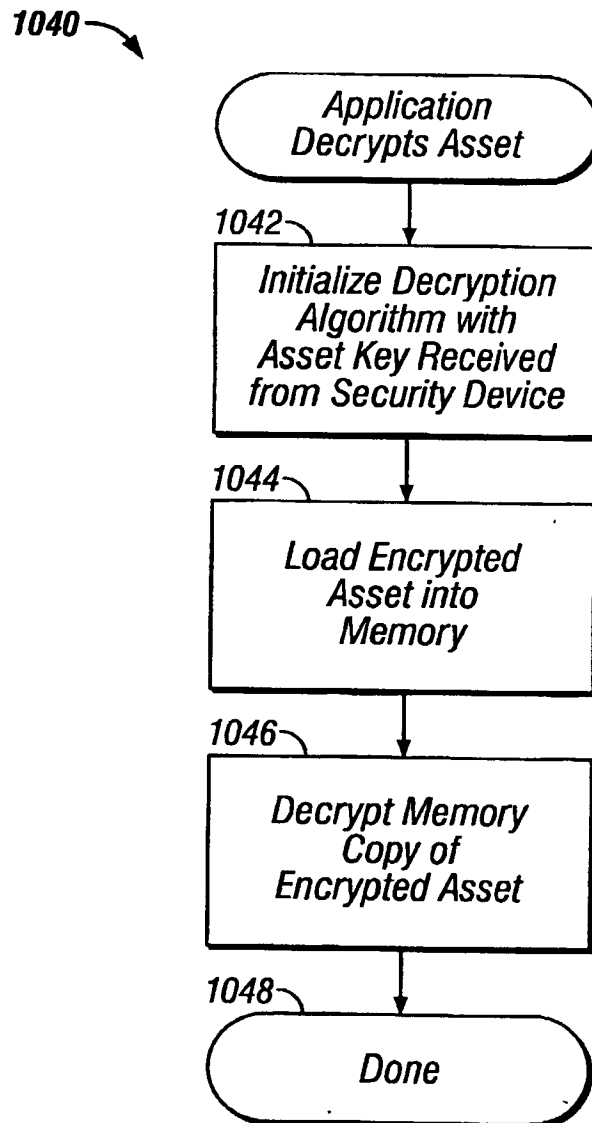 1040
Application
Decrypts Asset
1042
Initialize Decryption
Algorithm with
Asset Key Received
from Security Device
1044
Load Encrypted
Asset into
Memory
1046
Decrypt Memory
Copy of
Encrypted Asset
1048
Done